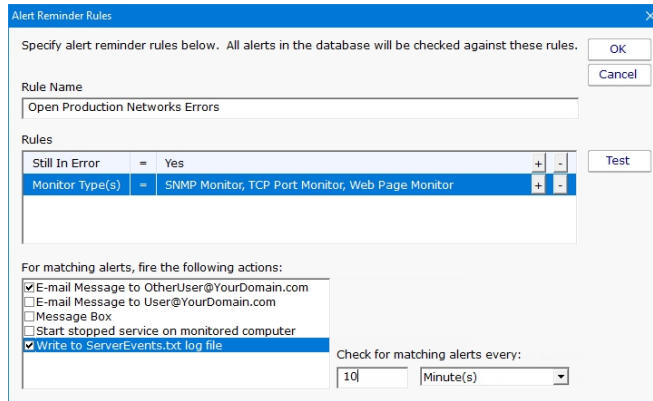 Alert Reminder Rules
Specify alert reminder rules below. All alerts in the database will be checked against these rules.
OK
Cancel
Rule Name
Open Production Networks Errors
Rules
Still In Error = Yes + -
Test
Monitor Type(s) = SNMP Monitor, TCP Port Monitor, Web Page Monitor + -
For matching alerts, fire the following actions:
E-mail Message to OtherUser@YourDomain.com
E-mail Message to User@YourDomain.com
Message Box
Start stopped service on monitored computer
Write to ServerEvents.txt log file
Check for matching alerts every:
10 Minute(s)